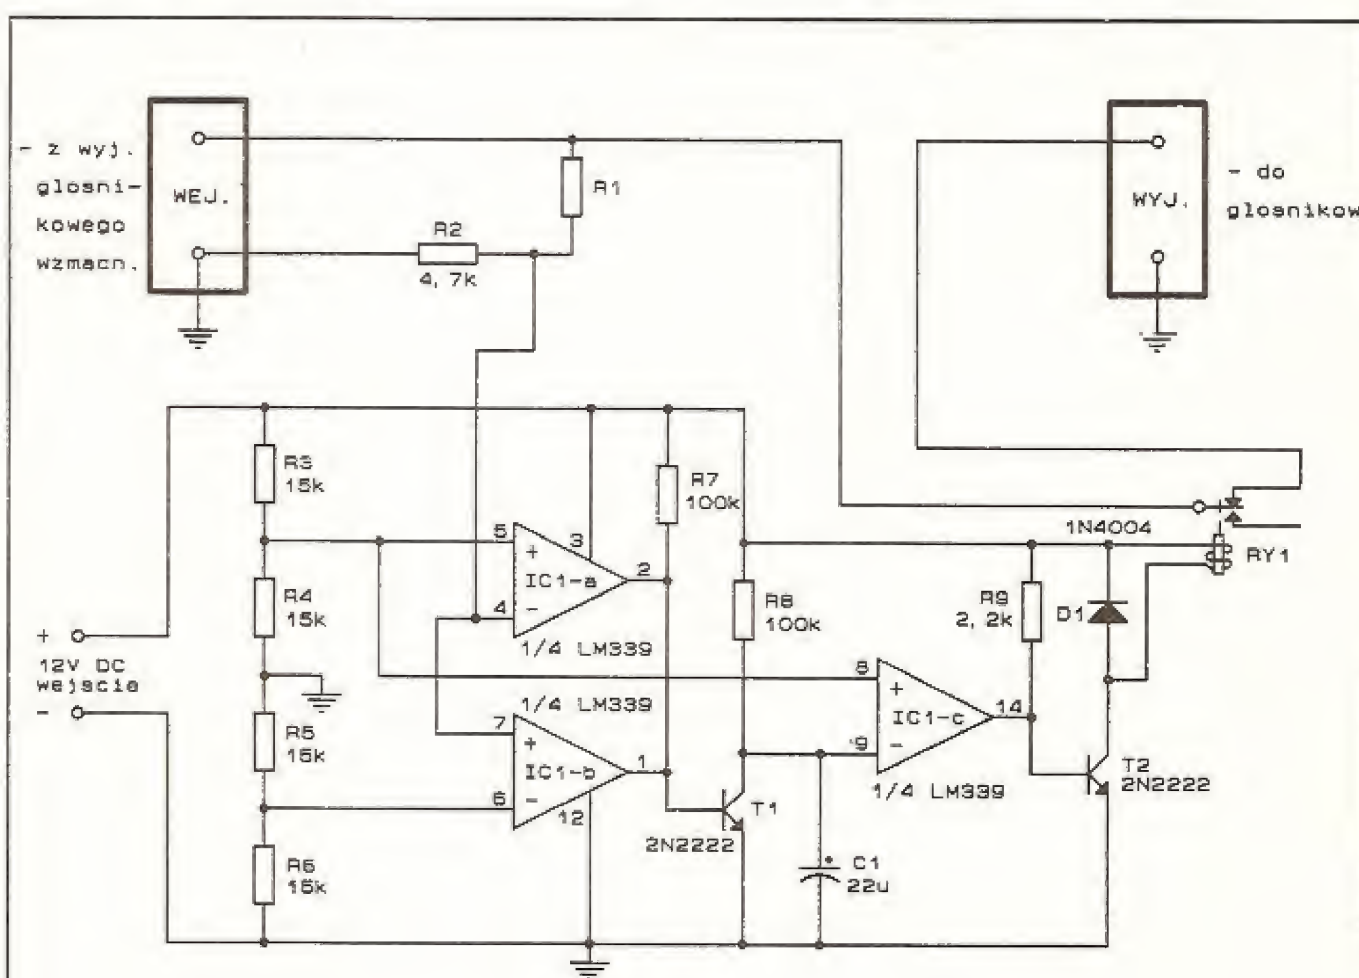 - z wyj.
glosni-
kowego
wzmacn.
WEJ.
R1
R2
4,7k
WYJ.
- do
glosnikow
R3
15k
R7
100k
1N4004
RY1
5
+
3
IC1-a
2
4
-
1/4 LM339
R4
15k
R8
100k
R9
2,2k
D1
+
12V DC
wejscie
-
8
+
IC1-c
14
9
-
1/4 LM339
1/4 LM339
7
+
IC1-b
1
6
-
12
R5
15k
T1
2N2222
T2
2N2222
R6
15k
+
C1
22u